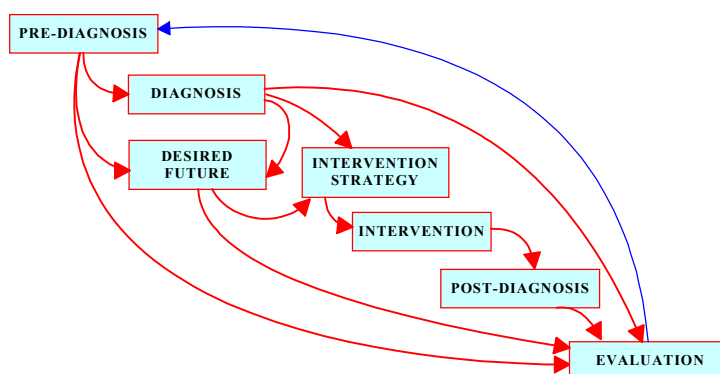 PRE-DIAGNOSIS
DIAGNOSIS
DESIRED
FUTURE
INTERVENTION
STRATEGY
INTERVENTION
POST-DIAGNOSIS
EVALUATION